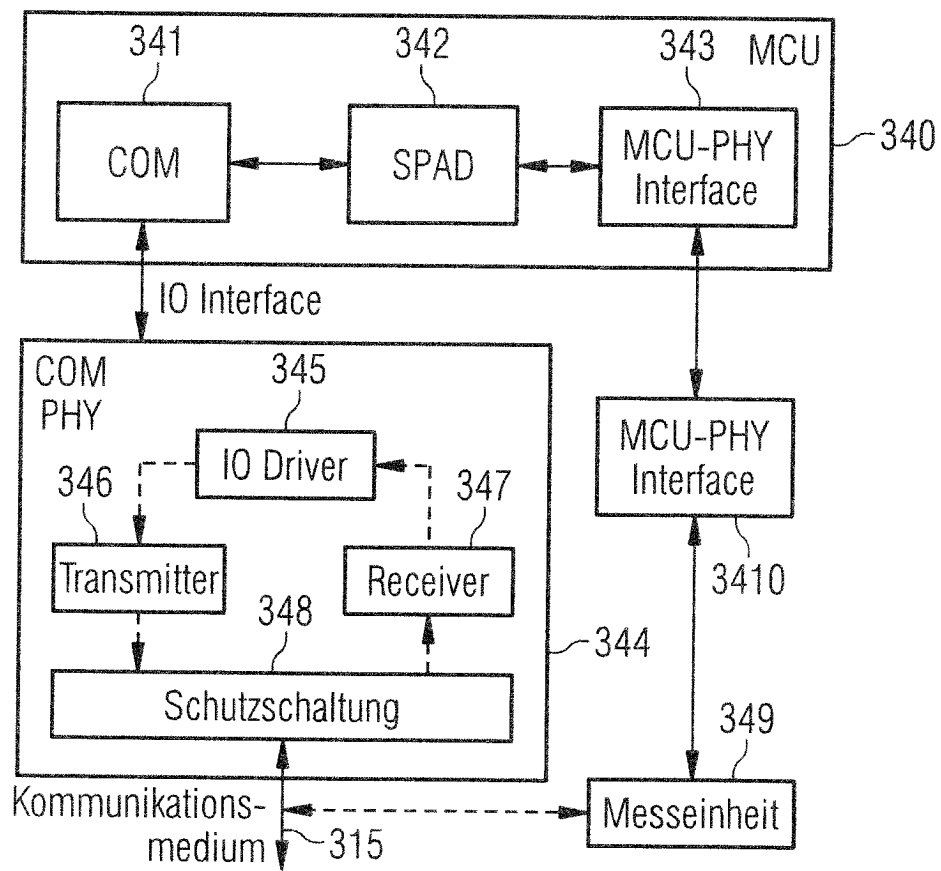 341
342
343
MCU
340
COM
SPAD
MCU-PHY
Interface
IO Interface
COM
PHY
345
IO Driver
346
347
MCU-PHY
Interface
3410
Transmitter
Receiver
348
344
Schutzschaltung
349
Kommunikations-
medium
315
Messeinheit